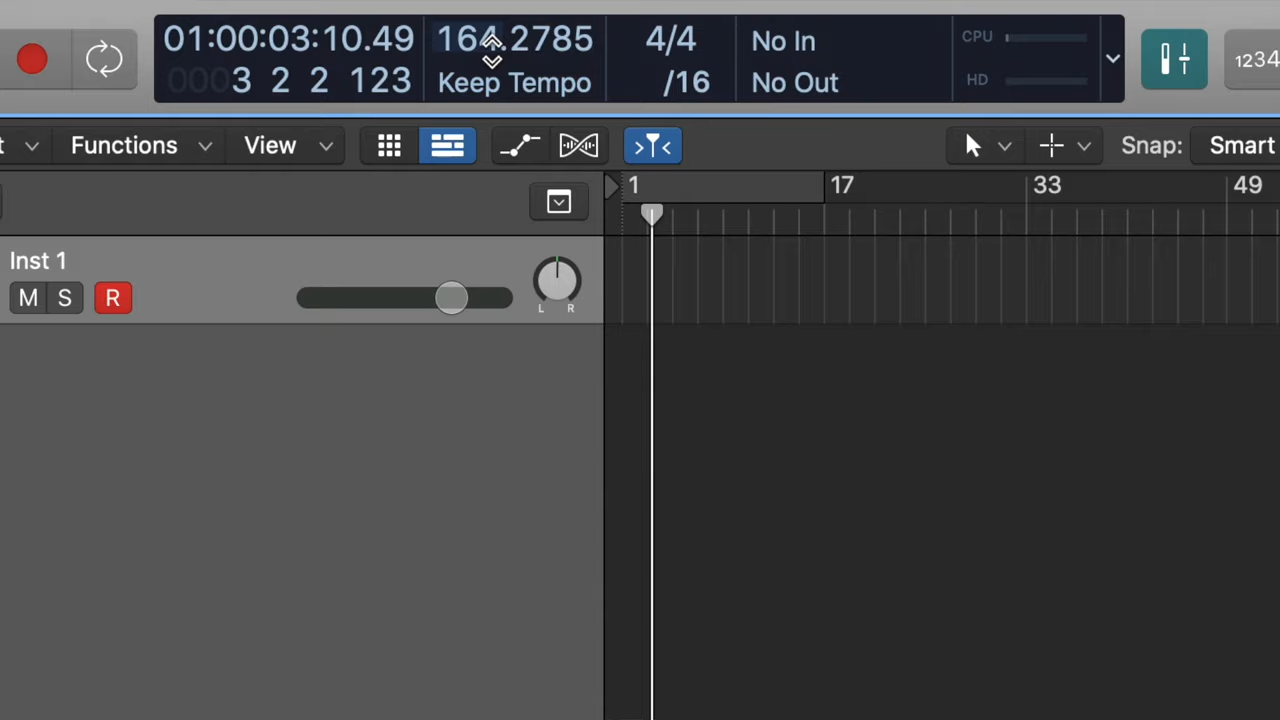 01:00:03:10.49 164.2785 4/4 No In CPU
0003 2 2 123 Keep Tempo /16 No Out HD
1234
Functions View Snap: Smart
1 17 33 49
Inst 1
M S R
L R